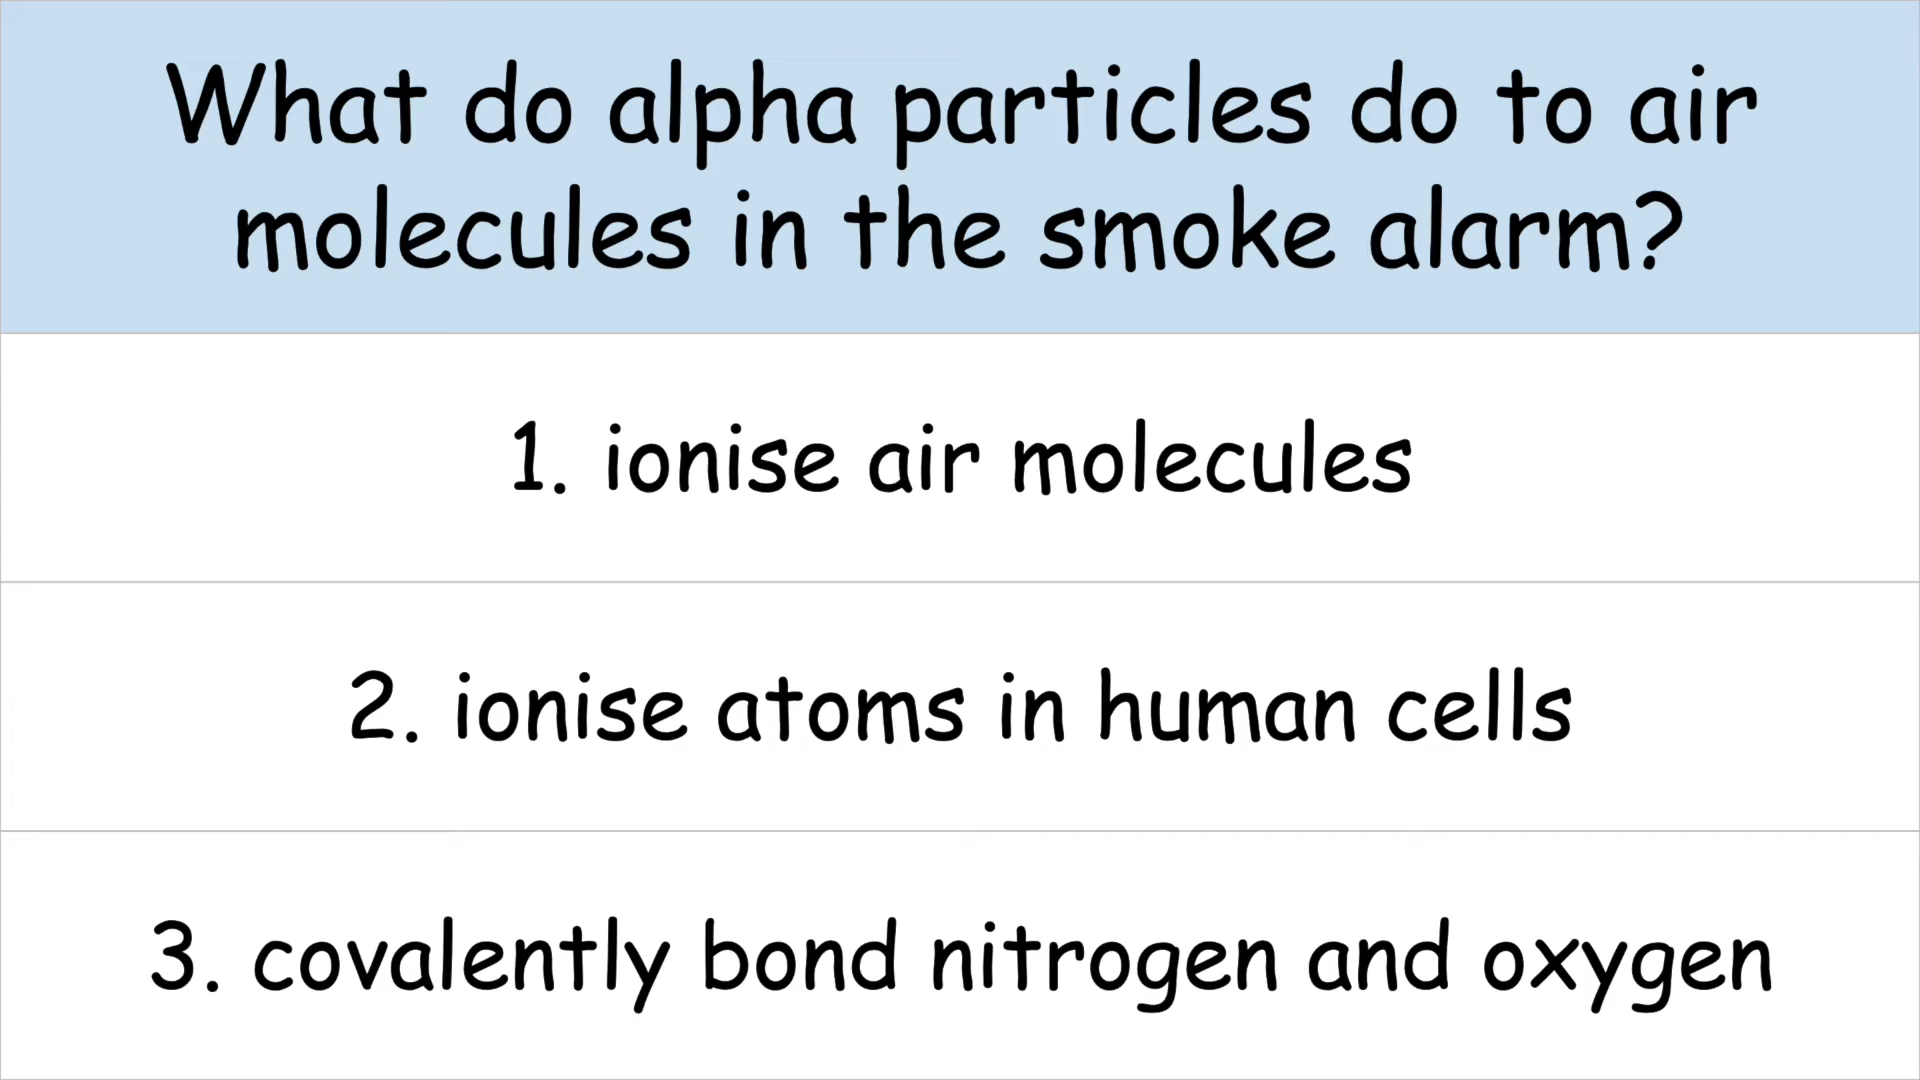 What do alpha particles do to air
molecules in the smoke alarm?
1. ionise air molecules
2. ionise atoms in human cells
3. covalently bond nitrogen and oxygen